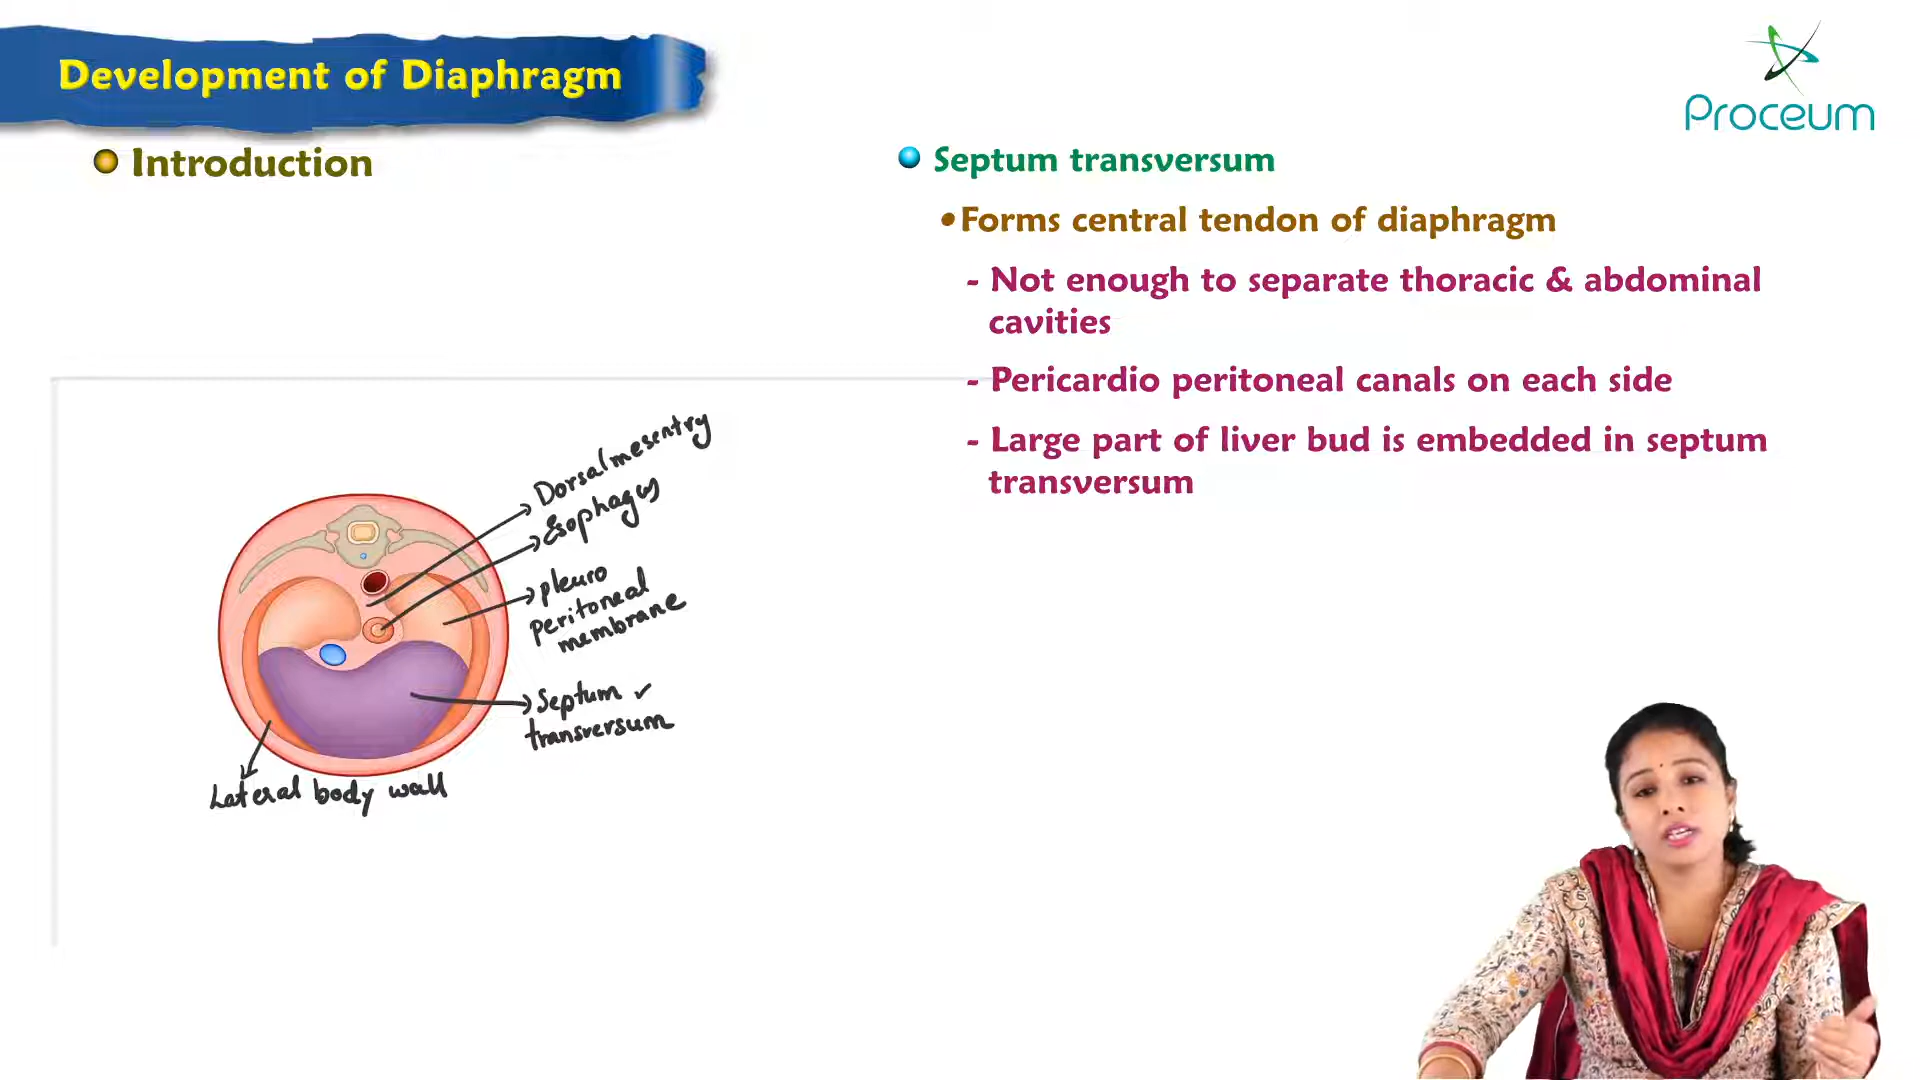 Development of Diaphragm
Proceum
Introduction
Septum transversum
•Forms central tendon of diaphragm
- Not enough to separate thoracic & abdominal
cavities
- Pericardio peritoneal canals on each side
- Large part of liver bud is embedded in septum
transversum
Dorsal mesentry
Esophagus
pleuro
peritoneal
membrane
Septum ✓
transversum
Lateral body wall